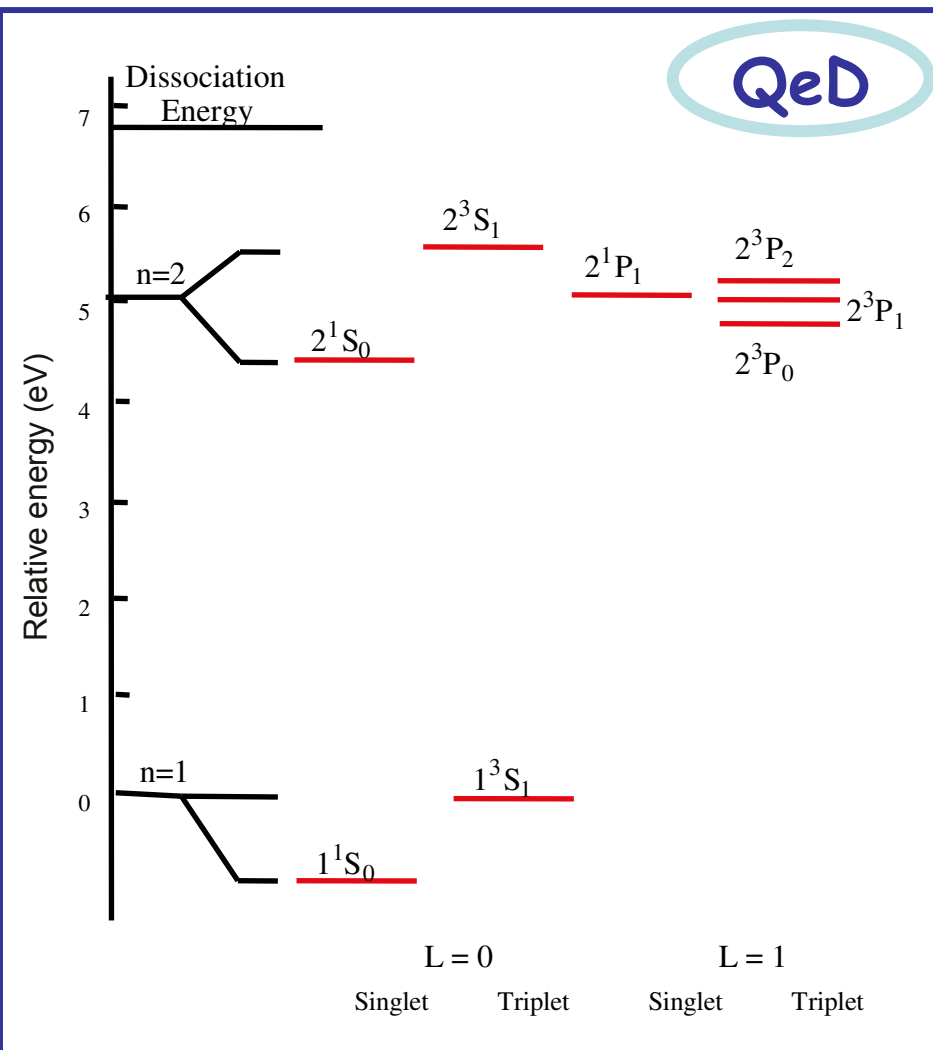 QeD
Dissociation
Energy
7
6
5
4
3
2
1
0
Relative energy (eV)
n=2
n=1
2³S₁
2¹P₁
2³P₂
2³P₁
2³P₀
2¹S₀
1³S₁
1¹S₀
L = 0 L = 1
Singlet Triplet Singlet Triplet